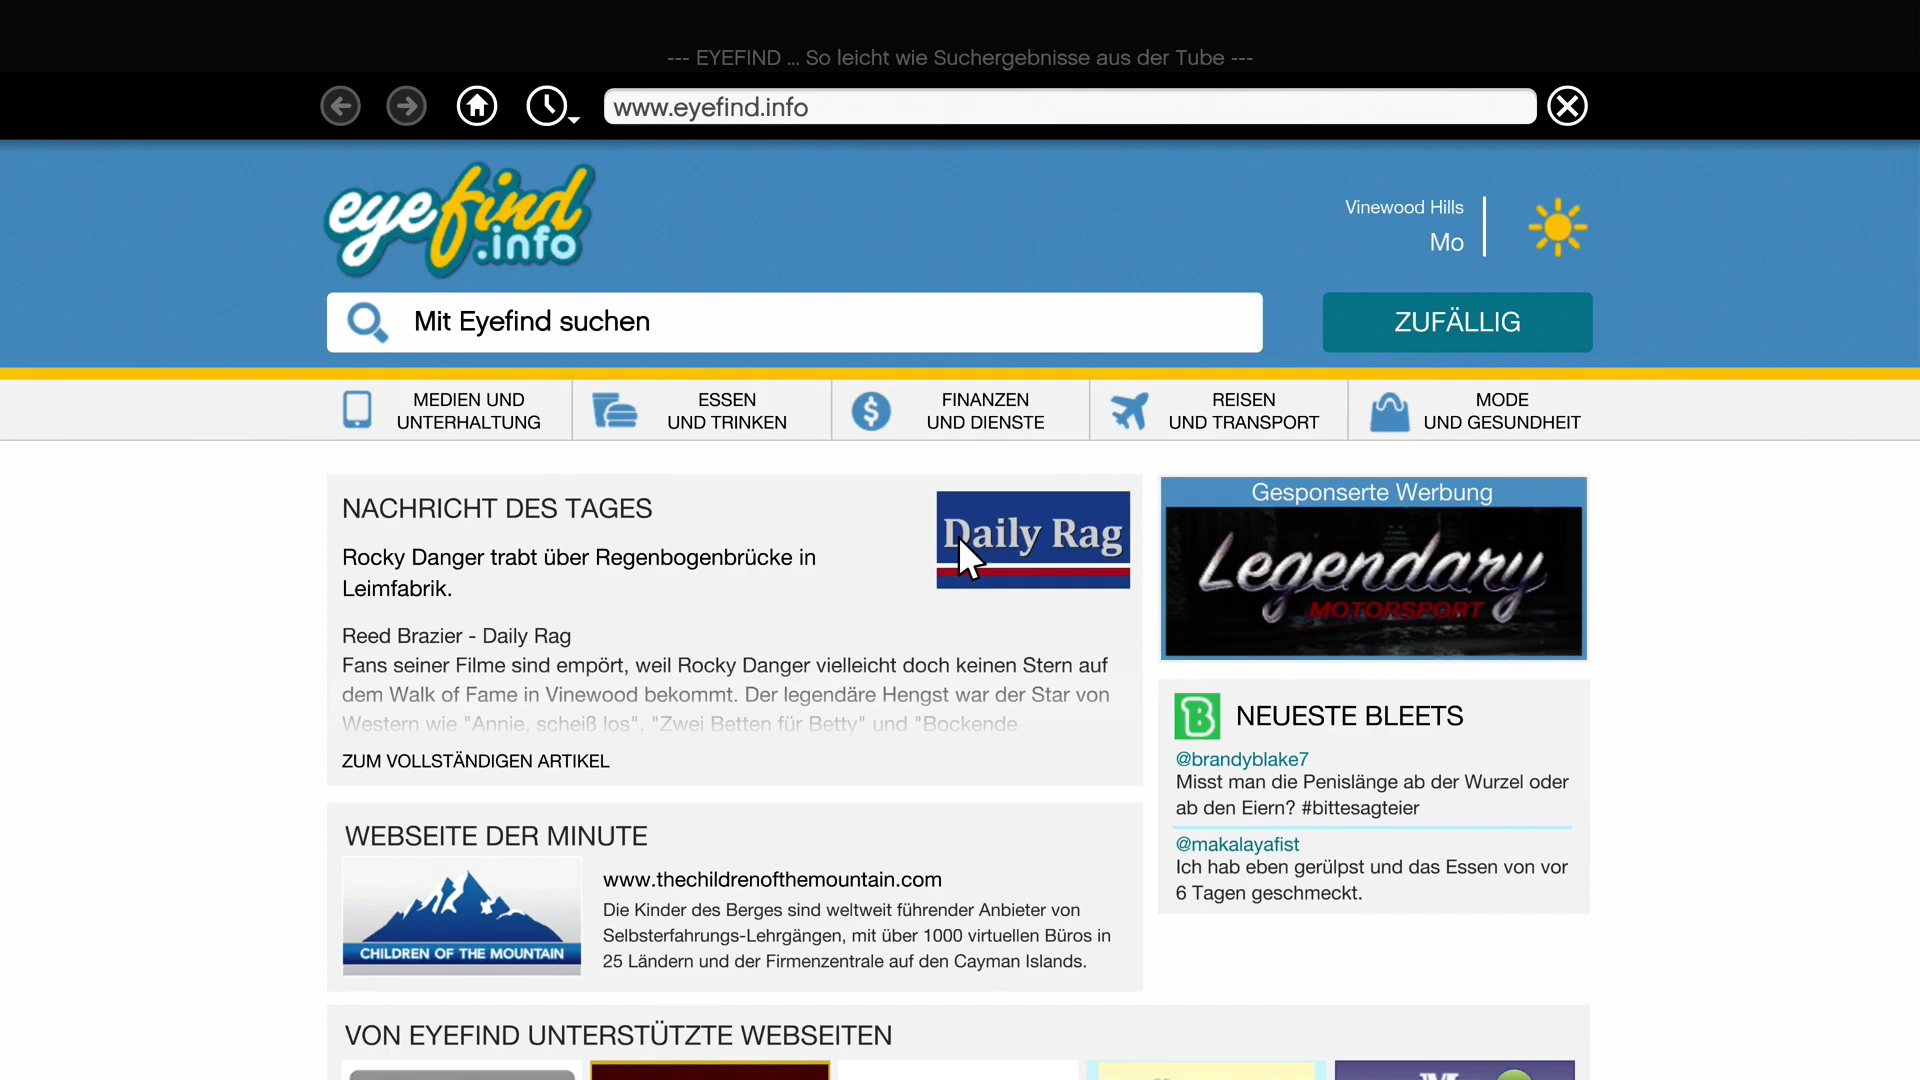 --- EYEFIND ... So leicht wie Suchergebnisse aus der Tube ---
www.eyefind.info
eyefind
.info
Vinewood Hills
Mo
Mit Eyefind suchen
ZUFÄLLIG
MEDIEN UND
UNTERHALTUNG
ESSEN
UND TRINKEN
FINANZEN
UND DIENSTE
REISEN
UND TRANSPORT
MODE
UND GESUNDHEIT
NACHRICHT DES TAGES
Daily Rag
Rocky Danger trabt über Regenbogenbrücke in
Leimfabrik.
Reed Brazier - Daily Rag
Fans seiner Filme sind empört, weil Rocky Danger vielleicht doch keinen Stern auf
dem Walk of Fame in Vinewood bekommt. Der legendäre Hengst war der Star von
Western wie "Annie, scheiß los", "Zwei Betten für Betty" und "Bockende
ZUM VOLLSTÄNDIGEN ARTIKEL
Gesponserte Werbung
Legendary
MOTORSPORT
B
NEUESTE BLEETS
@brandyblake7
Misst man die Penislänge ab der Wurzel oder
ab den Eiern? #bittesagteier
@makalayafist
Ich hab eben gerülpst und das Essen von vor
6 Tagen geschmeckt.
WEBSEITE DER MINUTE
CHILDREN OF THE MOUNTAIN
www.thechildrenofthemountain.com
Die Kinder des Berges sind weltweit führender Anbieter von
Selbsterfahrungs-Lehrgängen, mit über 1000 virtuellen Büros in
25 Ländern und der Firmenzentrale auf den Cayman Islands.
VON EYEFIND UNTERSTÜTZTE WEBSEITEN